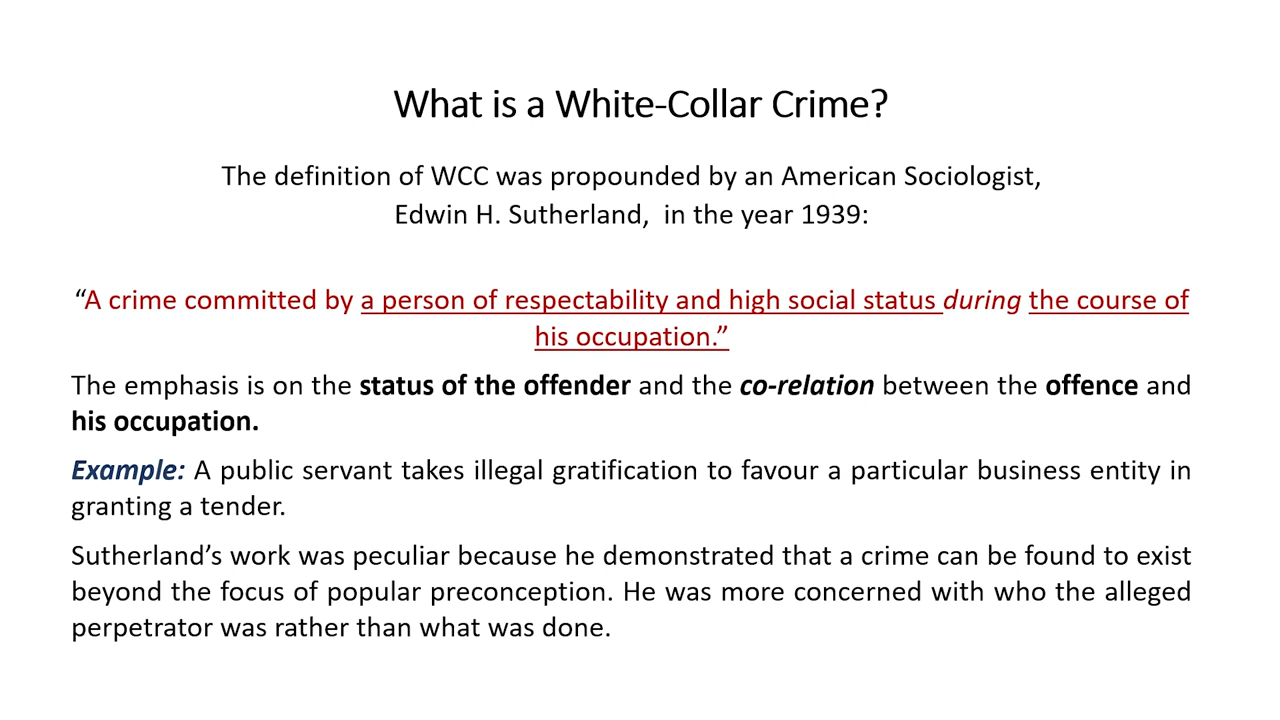 What is a White-Collar Crime?
The definition of WCC was propounded by an American Sociologist,
Edwin H. Sutherland,  in the year 1939:
“A crime committed by a person of respectability and high social status during the course of
his occupation.”
The emphasis is on the status of the offender and the co-relation between the offence and
his occupation.
Example: A public servant takes illegal gratification to favour a particular business entity in
granting a tender.
Sutherland’s work was peculiar because he demonstrated that a crime can be found to exist
beyond the focus of popular preconception. He was more concerned with who the alleged
perpetrator was rather than what was done.